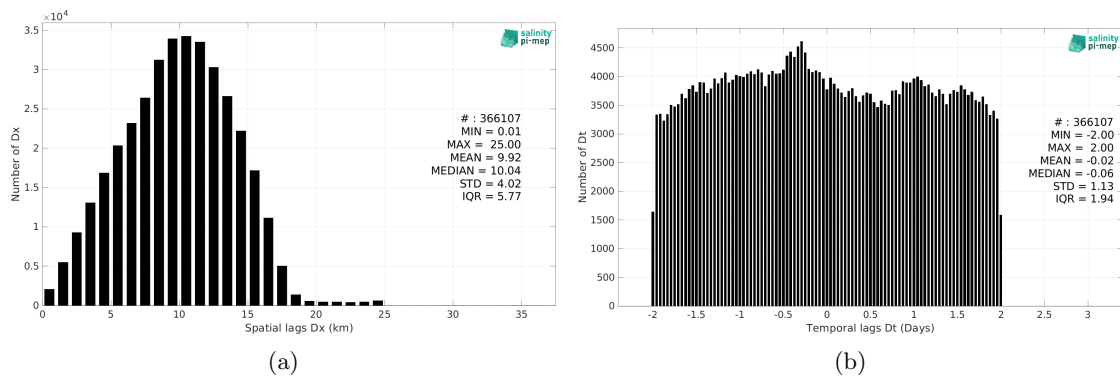 ×10⁴
3.5
3
2.5
2
1.5
1
0.5
0
Number of Dx
0 5 10 15 20 25 30 35
Spatial lags Dx (km)
salinity
pi-mep
# : 366107
MIN = 0.01
MAX = 25.00
MEAN = 9.92
MEDIAN = 10.04
STD = 4.02
IQR = 5.77
(a)
4500
4000
3500
3000
2500
2000
1500
1000
500
0
Number of Dt
-2 -1.5 -1 -0.5 0 0.5 1 1.5 2 2.5 3
Temporal lags Dt (Days)
salinity
pi-mep
# : 366107
MIN = -2.00
MAX = 2.00
MEAN = -0.02
MEDIAN = -0.06
STD = 1.13
IQR = 1.94
(b)